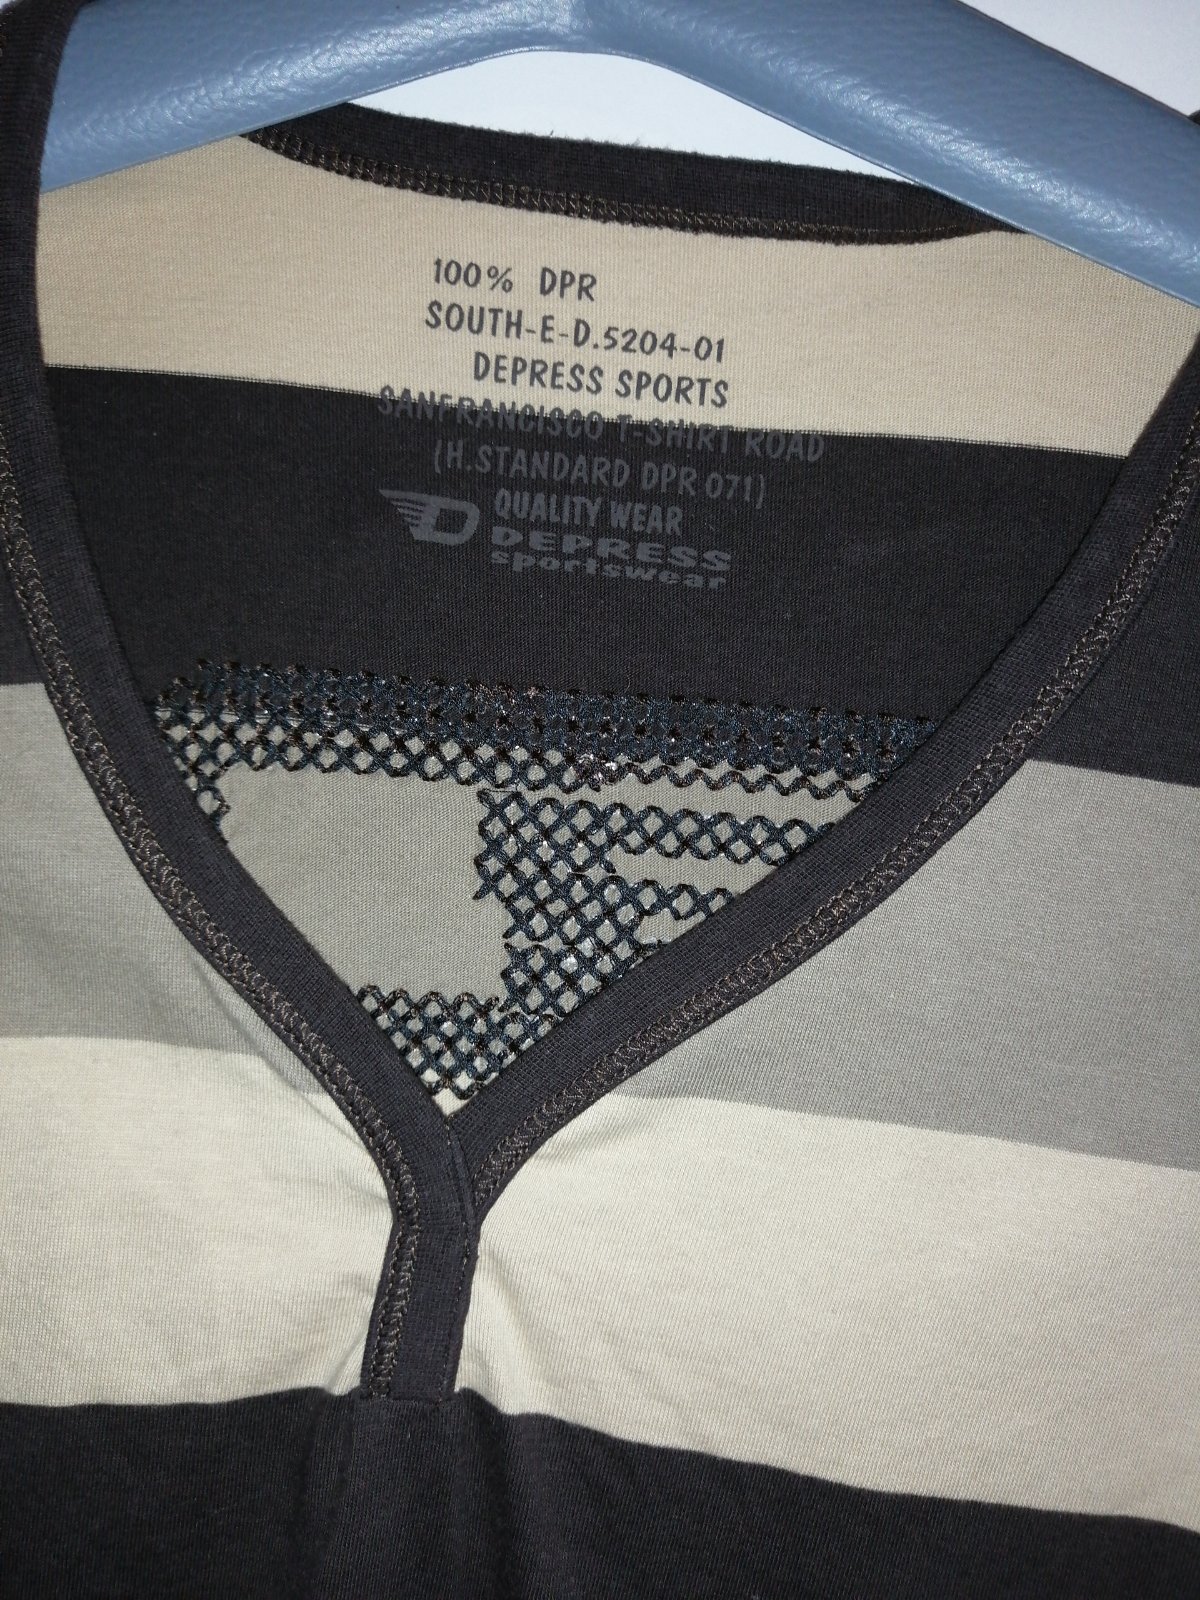 100% DPR
SOUTH-E-D.5204-01
DEPRESS SPORTS
SANFRANCISCO T-SHIRT ROAD
(H.STANDARD DPR 071)
D QUALITY WEAR
DEPRESS
sportswear